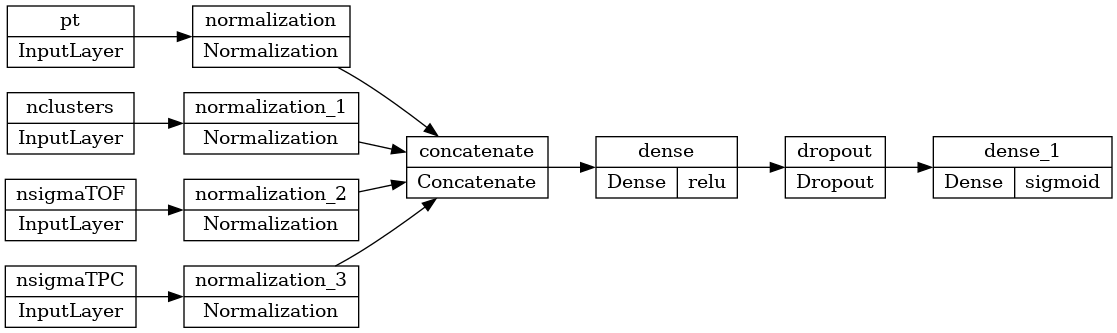 pt
InputLayer
normalization
Normalization
nclusters
InputLayer
normalization_1
Normalization
nsigmaTOF
InputLayer
normalization_2
Normalization
nsigmaTPC
InputLayer
normalization_3
Normalization
concatenate
Concatenate
dense
Dense relu
dropout
Dropout
dense_1
Dense sigmoid